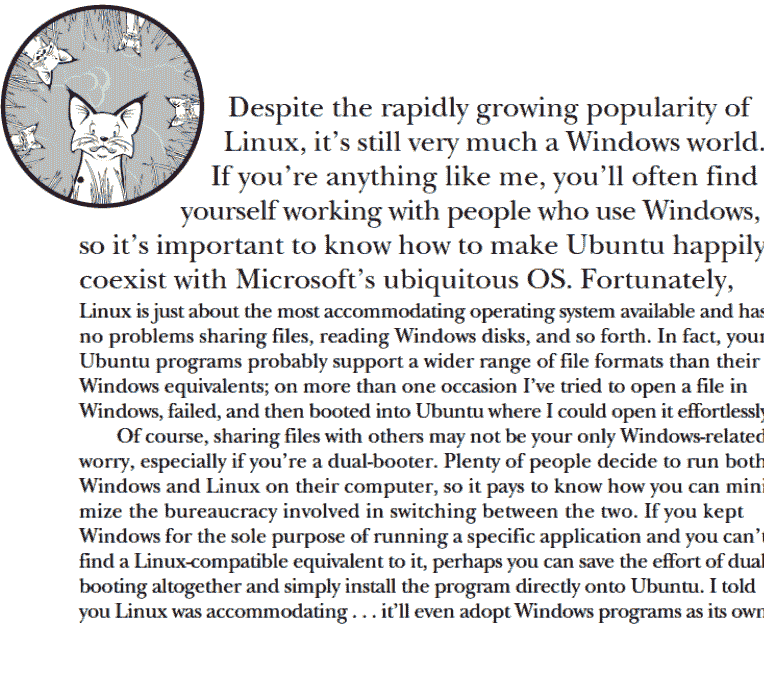 Despite the rapidly growing popularity of
Linux, it's still very much a Windows world.
If you're anything like me, you'll often find
yourself working with people who use Windows,
so it's important to know how to make Ubuntu happily
coexist with Microsoft's ubiquitous OS. Fortunately,
Linux is just about the most accommodating operating system available and has
no problems sharing files, reading Windows disks, and so forth. In fact, your
Ubuntu programs probably support a wider range of file formats than their
Windows equivalents; on more than one occasion I've tried to open a file in
Windows, failed, and then booted into Ubuntu where I could open it effortlessly
Of course, sharing files with others may not be your only Windows-related
worry, especially if you're a dual-booter. Plenty of people decide to run both
Windows and Linux on their computer, so it pays to know how you can mini
mize the bureaucracy involved in switching between the two. If you kept
Windows for the sole purpose of running a specific application and you can't
find a Linux-compatible equivalent to it, perhaps you can save the effort of dual
booting altogether and simply install the program directly onto Ubuntu. I told
you Linux was accommodating . . . it'll even adopt Windows programs as its own